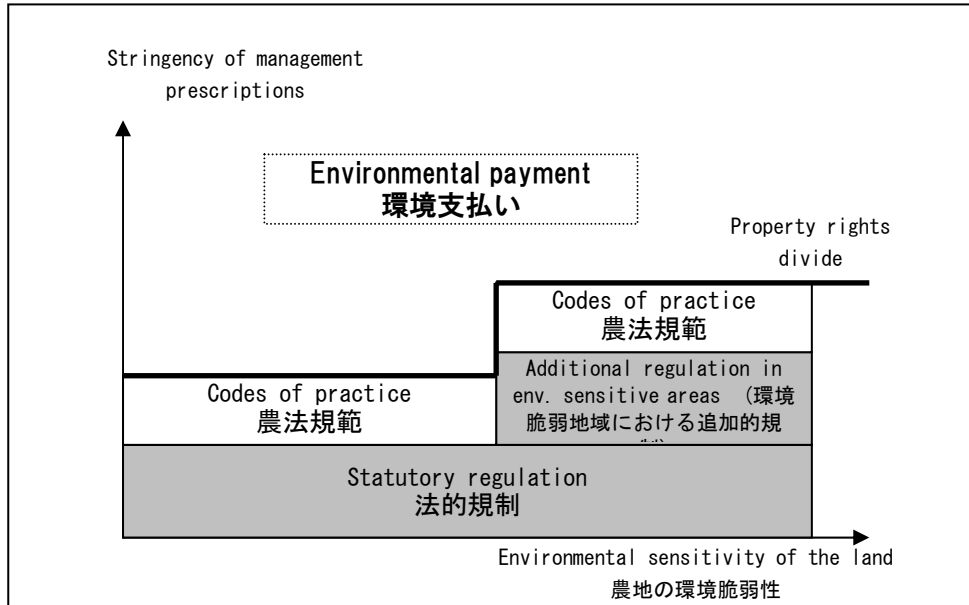 Stringency of management
prescriptions
Environmental payment
環境支払い
Property rights
divide
Codes of practice
農法規範
Additional regulation in
env. sensitive areas （環境
脆弱地域における追加的規
Codes of practice
農法規範
Statutory regulation
法的規制
Environmental sensitivity of the land
農地の環境脆弱性